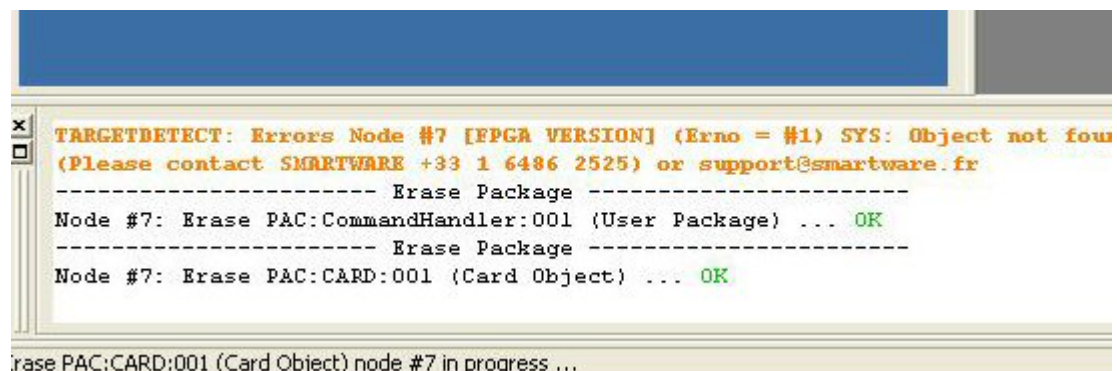 TARGETDETECT: Errors Node #7 [FPGA VERSION] (Erno = #1) SYS: Object not foun
(Please contact SMARTWARE +33 1 6486 2525) or support@smartware.fr
----------------------- Erase Package -----------------------
Node #7: Erase PAC:CommandHandler:001 (User Package) ... OK
----------------------- Erase Package -----------------------
Node #7: Erase PAC:CARD:001 (Card Object) ... OK
Erase PAC:CARD:001 (Card Object) node #7 in progress ...